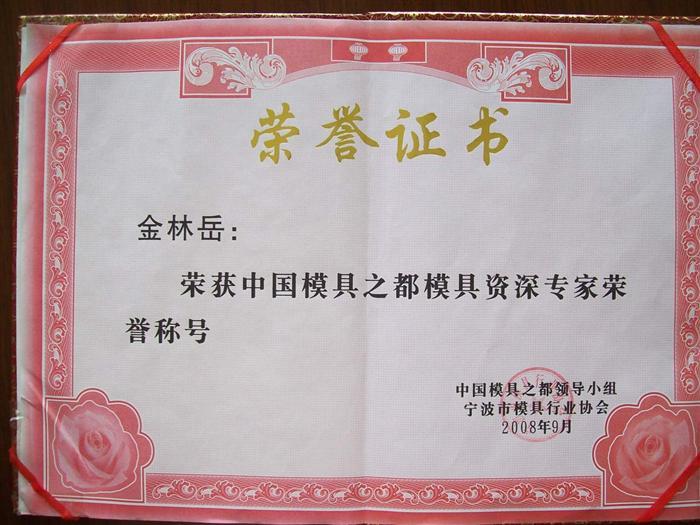 荣誉证书
金林岳：
荣获中国模具之都模具资深专家荣
誉称号
中国模具之都领导小组
宁波市模具行业协会
2008年9月